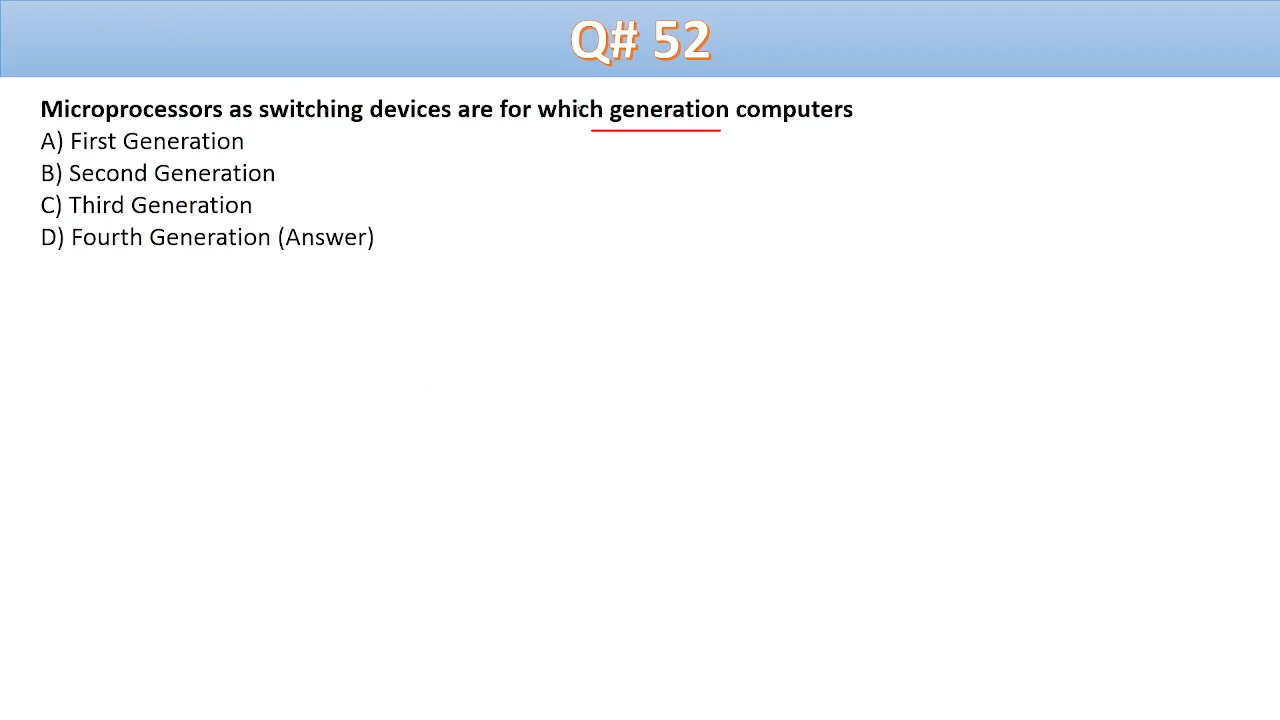 Q# 52
Microprocessors as switching devices are for which generation computers
A) First Generation
B) Second Generation
C) Third Generation
D) Fourth Generation (Answer)